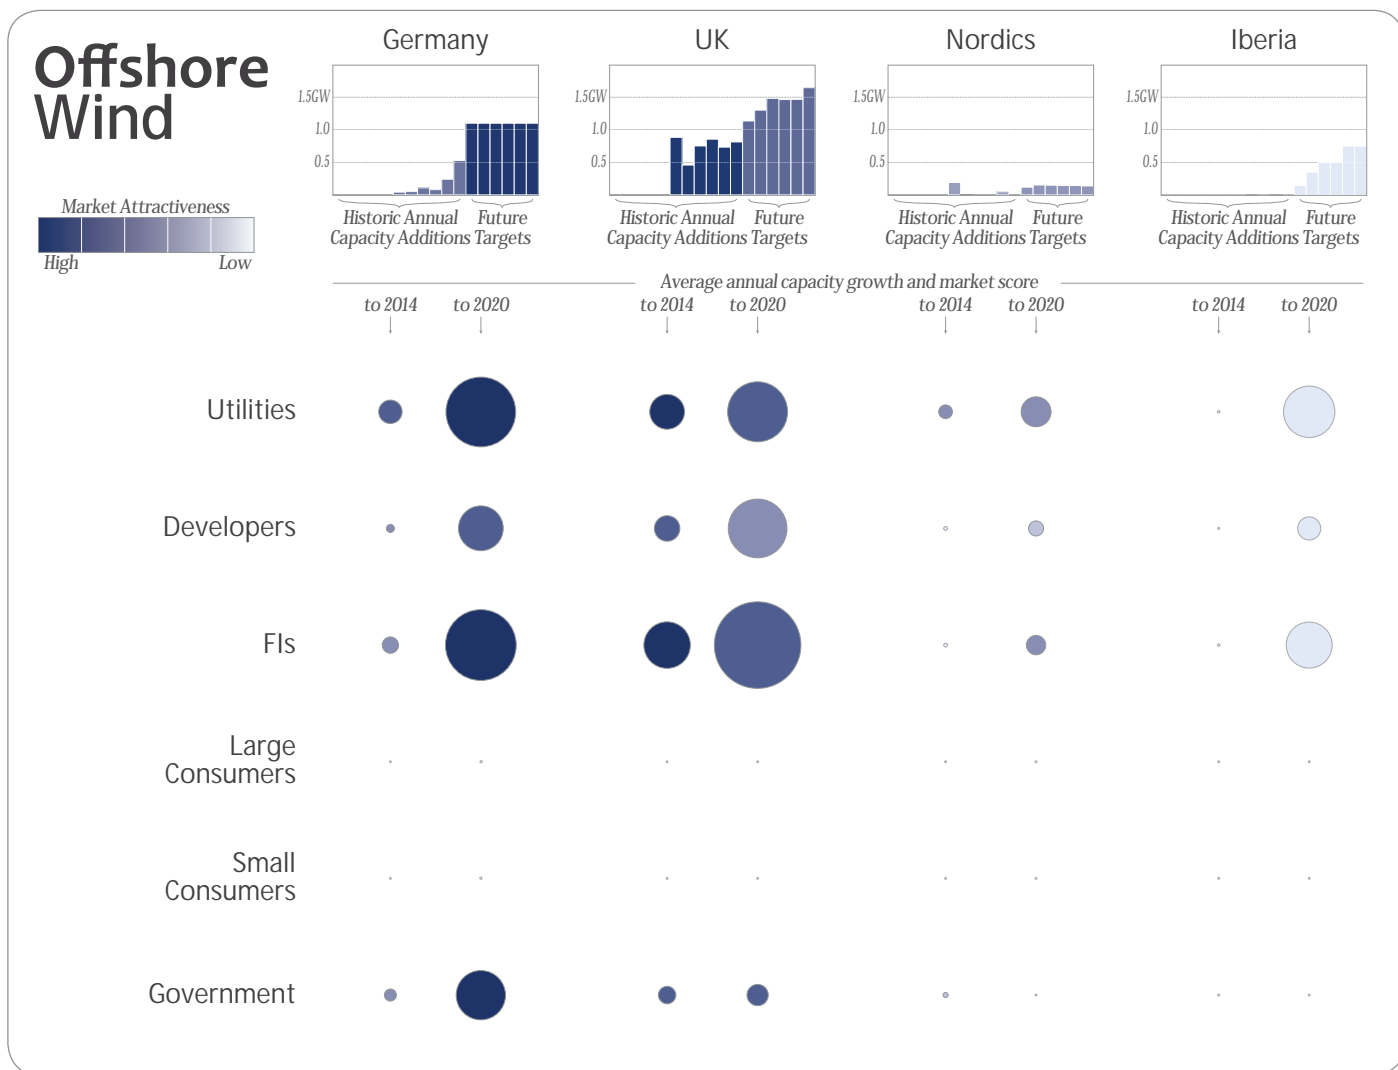 Offshore
Wind
Market Attractiveness
High Low
Germany
1.5GW
1.0
0.5
Historic Annual Future
Capacity Additions Targets
UK
1.5GW
1.0
0.5
Historic Annual Future
Capacity Additions Targets
Nordics
1.5GW
1.0
0.5
Historic Annual Future
Capacity Additions Targets
Iberia
1.5GW
1.0
0.5
Historic Annual Future
Capacity Additions Targets
Average annual capacity growth and market score
to 2014 to 2020 to 2014 to 2020 to 2014 to 2020 to 2014 to 2020
Utilities
Developers
FIs
Large
Consumers
Small
Consumers
Government